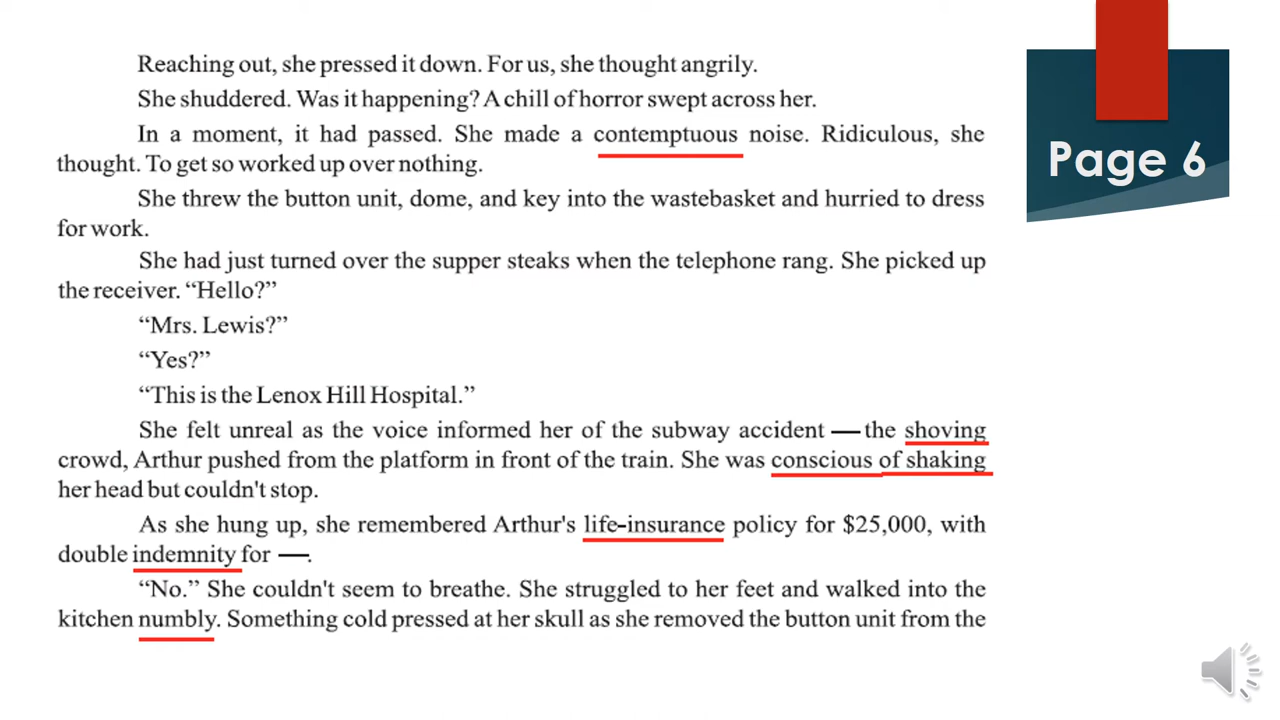 Reaching out, she pressed it down. For us, she thought angrily.
She shuddered. Was it happening? A chill of horror swept across her.
In a moment, it had passed. She made a contemptuous noise. Ridiculous, she
thought. To get so worked up over nothing.
She threw the button unit, dome, and key into the wastebasket and hurried to dress
for work.
She had just turned over the supper steaks when the telephone rang. She picked up
the receiver. “Hello?”
“Mrs. Lewis?”
“Yes?”
“This is the Lenox Hill Hospital.”
She felt unreal as the voice informed her of the subway accident — the shoving
crowd, Arthur pushed from the platform in front of the train. She was conscious of shaking
her head but couldn't stop.
As she hung up, she remembered Arthur's life-insurance policy for $25,000, with
double indemnity for —.
“No.” She couldn't seem to breathe. She struggled to her feet and walked into the
kitchen numbly. Something cold pressed at her skull as she removed the button unit from the
Page 6